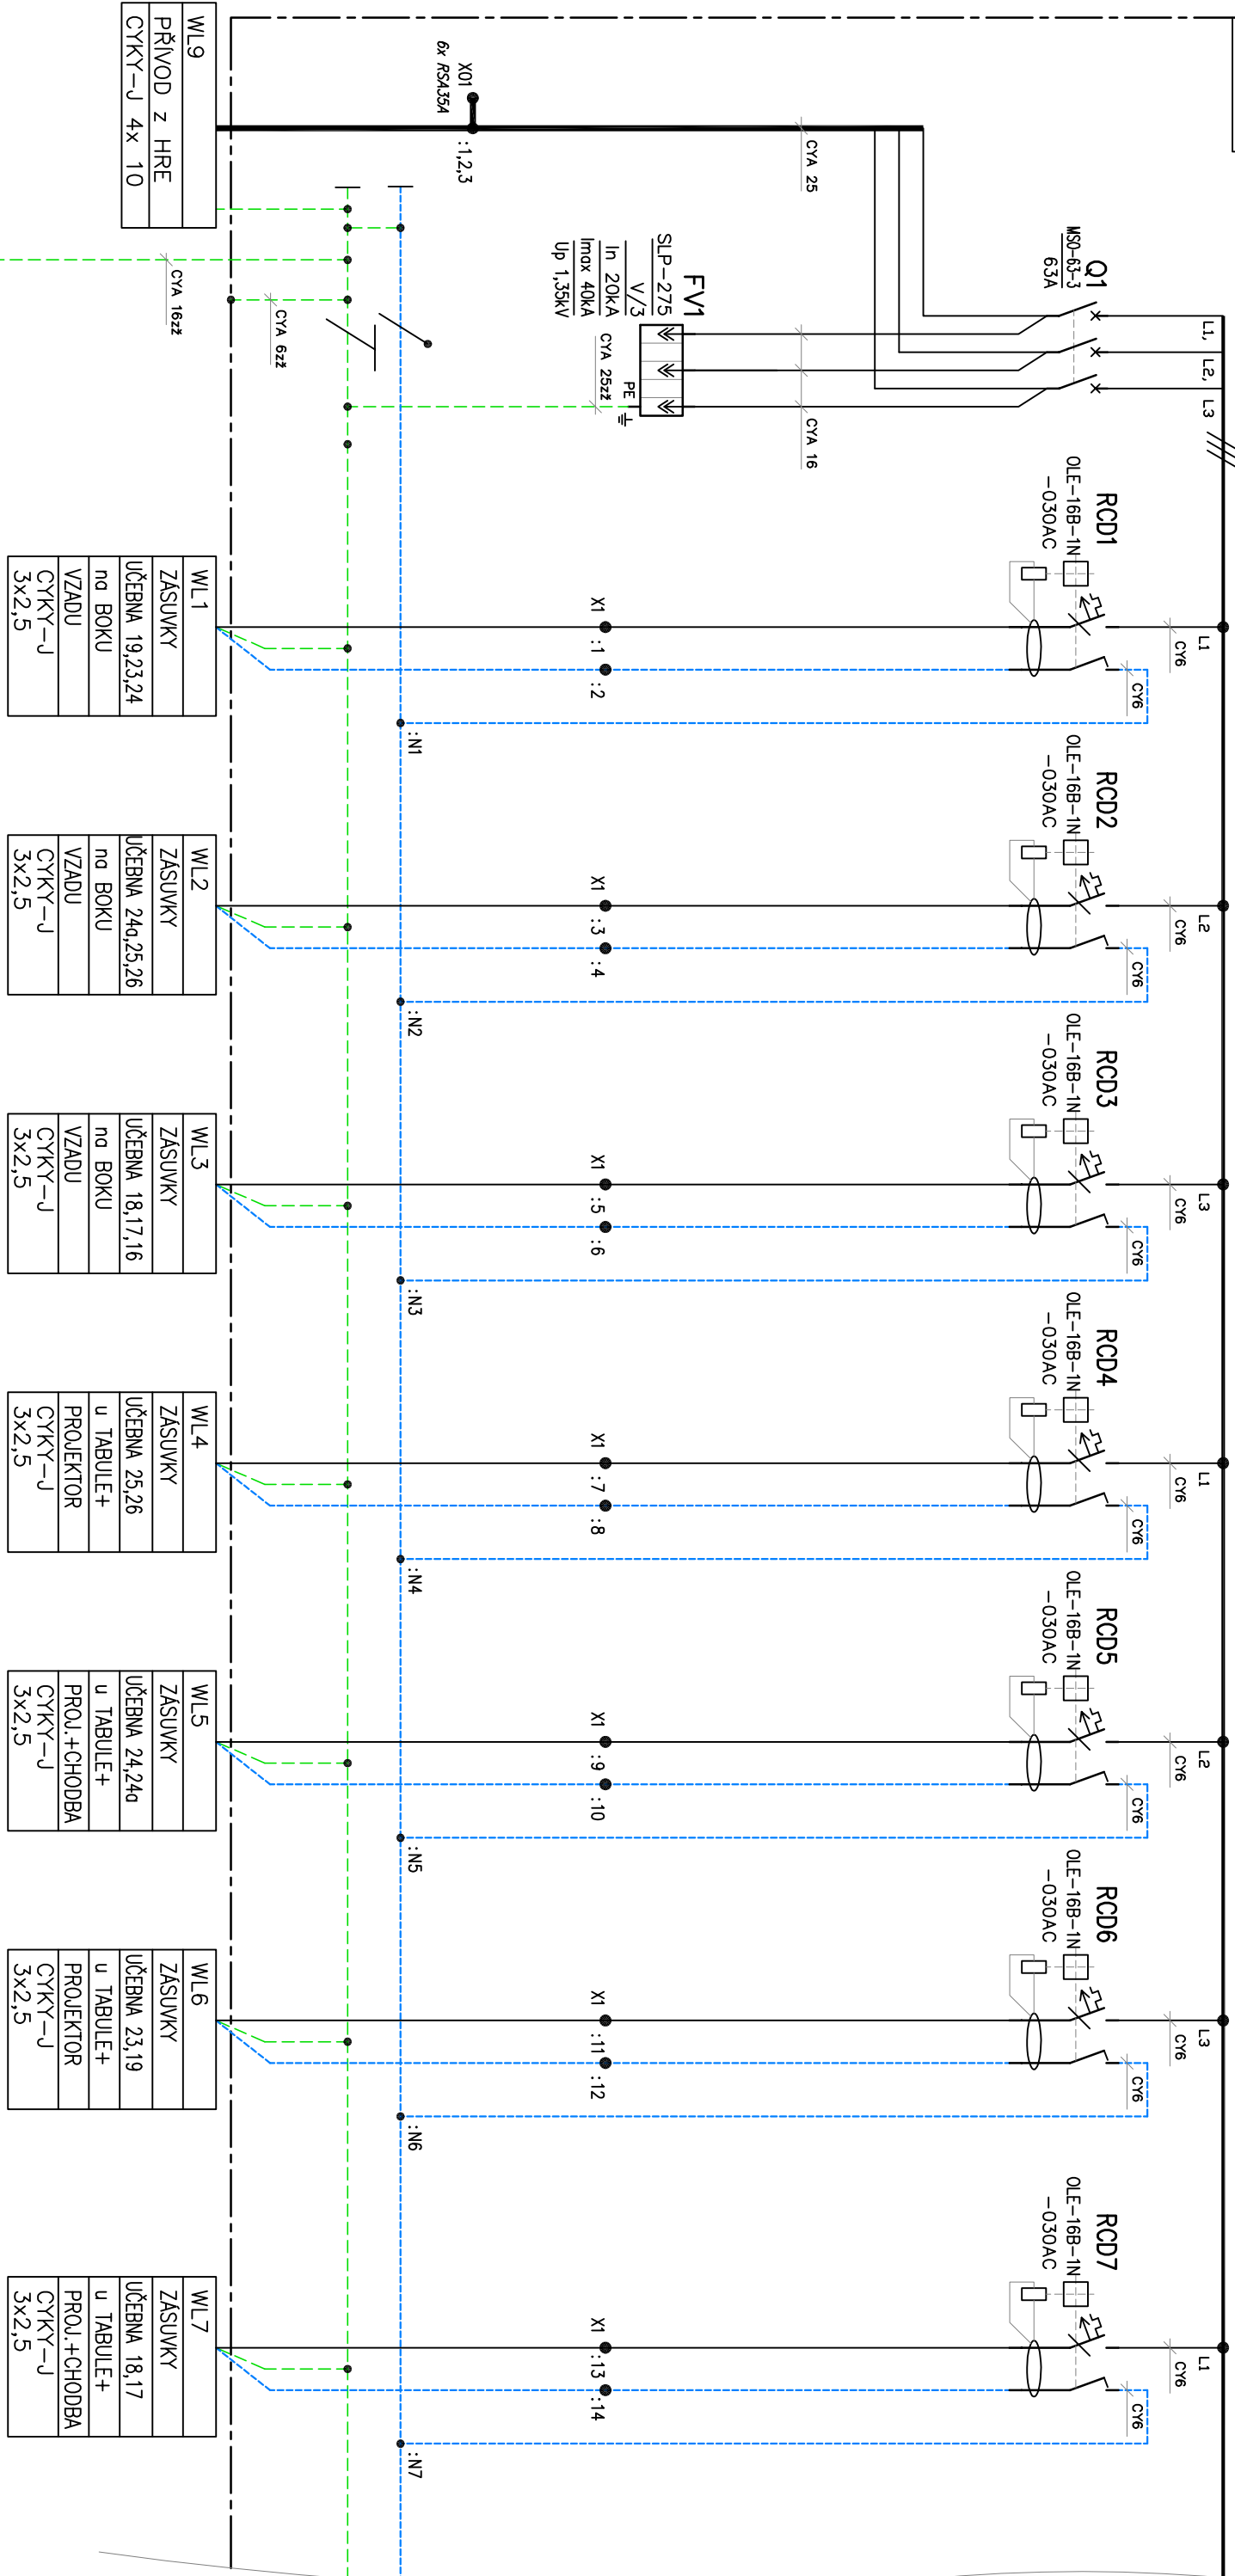 L1, L2, L3
Q1
MSO-63-3
63A
CYA 25
X01
6x RSA35A
:1,2,3
FV1
SLP-275
V/3
In 20kA
Imax 40kA
Up 1,35kV
PE
CYA 25zž
CYA 16
CYA 6zž
CYA 16zž
WL9
PŘÍVOD z HRE
CYKY-J 4x 10
L1
CY6
CY6
RCD1
OLE-16B-1N
-030AC
X1 :1 :2
:N1
WL1
ZÁSUVKY
UČEBNA 19,23,24
na BOKU
VZADU
CYKY-J
3x2,5
L2
CY6
CY6
RCD2
OLE-16B-1N
-030AC
X1 :3 :4
:N2
WL2
ZÁSUVKY
UČEBNA 24a,25,26
na BOKU
VZADU
CYKY-J
3x2,5
L3
CY6
CY6
RCD3
OLE-16B-1N
-030AC
X1 :5 :6
:N3
WL3
ZÁSUVKY
UČEBNA 18,17,16
na BOKU
VZADU
CYKY-J
3x2,5
L1
CY6
CY6
RCD4
OLE-16B-1N
-030AC
X1 :7 :8
:N4
WL4
ZÁSUVKY
UČEBNA 25,26
u TABULE+
PROJEKTOR
CYKY-J
3x2,5
L2
CY6
CY6
RCD5
OLE-16B-1N
-030AC
X1 :9 :10
:N5
WL5
ZÁSUVKY
UČEBNA 24,24a
u TABULE+
PROJ.+CHODBA
CYKY-J
3x2,5
L3
CY6
CY6
RCD6
OLE-16B-1N
-030AC
X1 :11 :12
:N6
WL6
ZÁSUVKY
UČEBNA 23,19
u TABULE+
PROJEKTOR
CYKY-J
3x2,5
L1
CY6
CY6
RCD7
OLE-16B-1N
-030AC
X1 :13 :14
:N7
WL7
ZÁSUVKY
UČEBNA 18,17
u TABULE+
PROJ.+CHODBA
CYKY-J
3x2,5